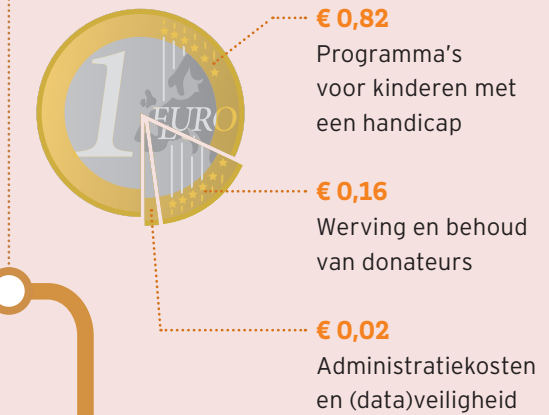 € 0,82
Programma's
voor kinderen met
een handicap
1
EURO
€ 0,16
Werving en behoud
van donateurs
€ 0,02
Administratiekosten
en (data)veiligheid